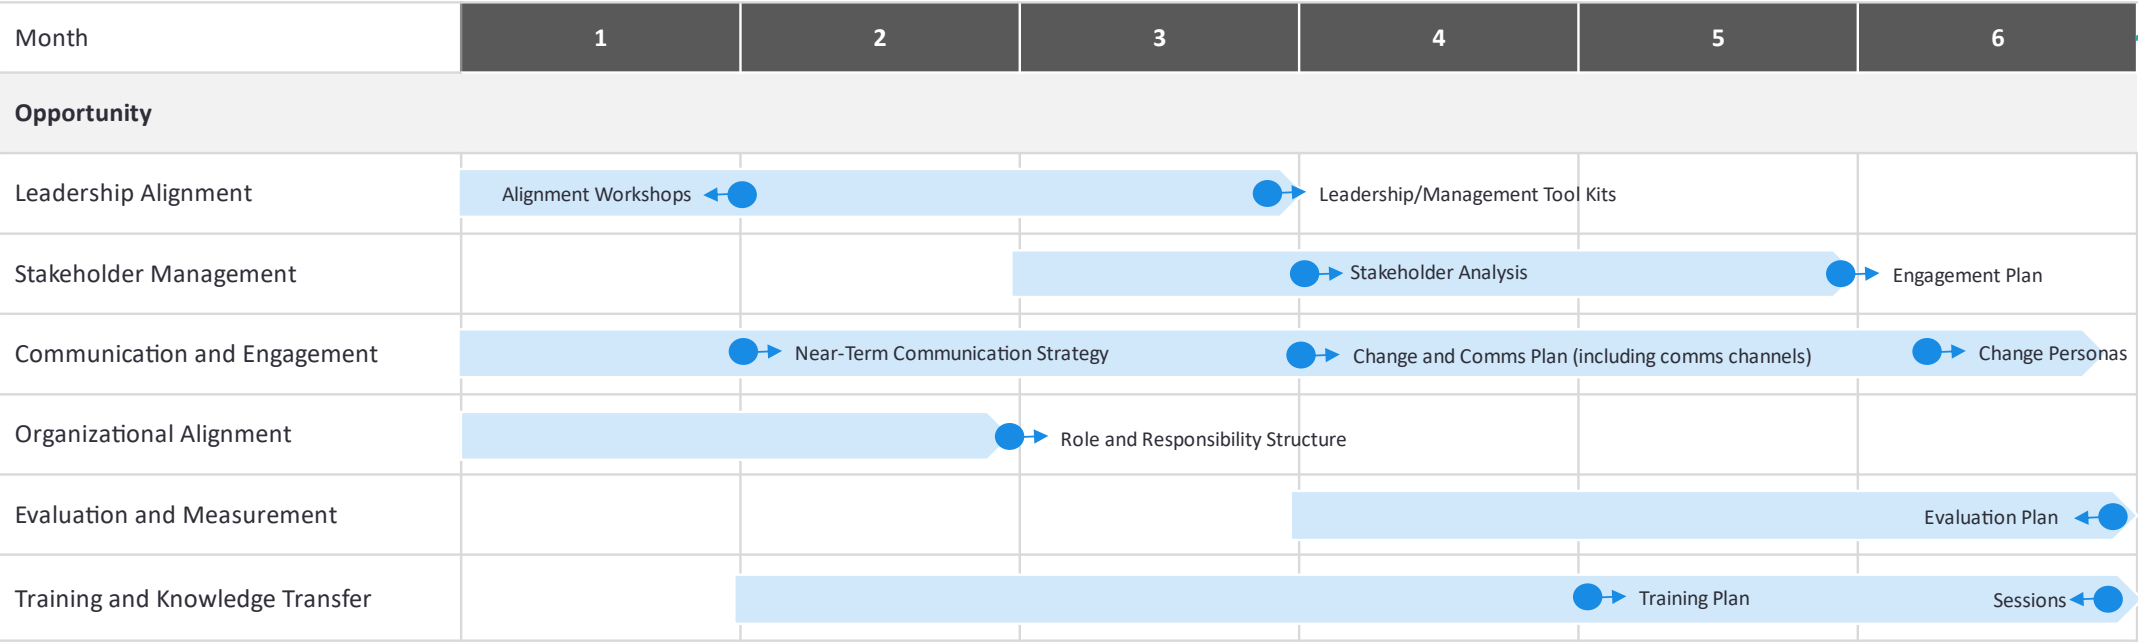 Month 1 2 3 4 5 6
Opportunity
Leadership Alignment Alignment Workshops Leadership/Management Tool Kits
Stakeholder Management Stakeholder Analysis Engagement Plan
Communication and Engagement Near-Term Communication Strategy Change and Comms Plan (including comms channels) Change Personas
Organizational Alignment Role and Responsibility Structure
Evaluation and Measurement Evaluation Plan
Training and Knowledge Transfer Training Plan Sessions